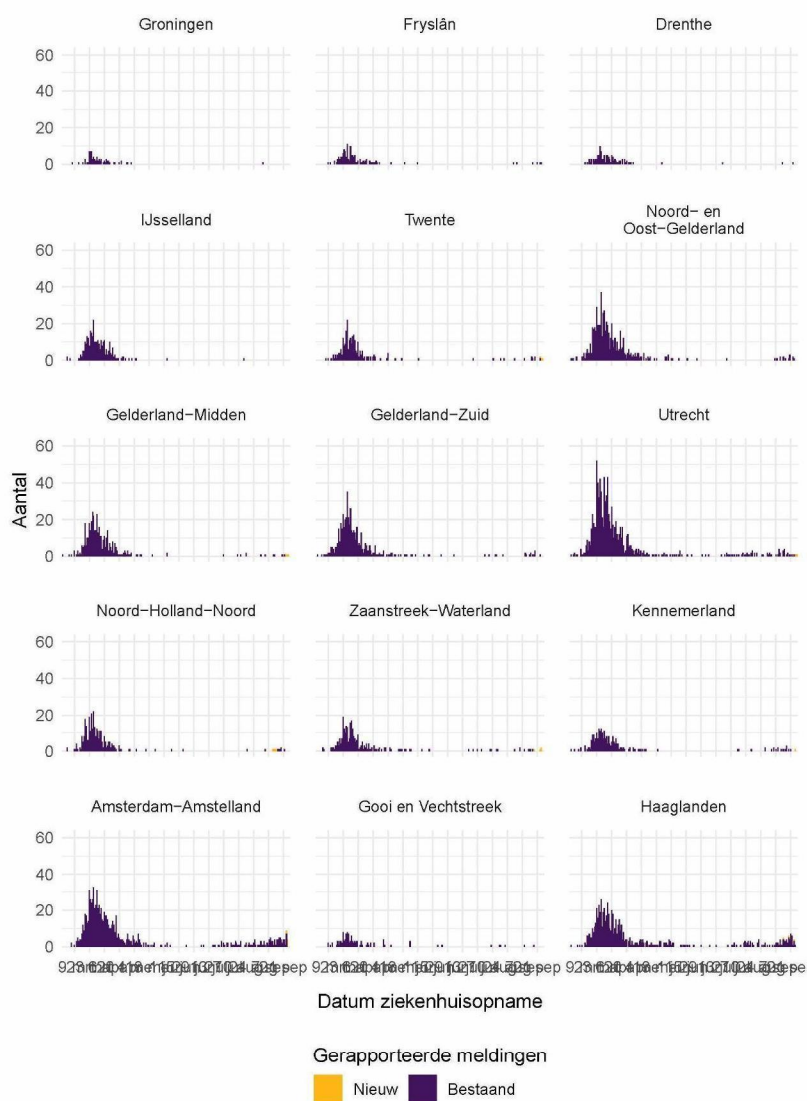 Groningen Fryslân Drenthe
60
40
20
0
IJsselland Twente Noord− en
Oost−Gelderland
60
40
20
0
Gelderland−Midden Gelderland−Zuid Utrecht
60
40
20
0
Aantal
Noord−Holland−Noord Zaanstreek−Waterland Kennemerland
60
40
20
0
Amsterdam−Amstelland Gooi en Vechtstreek Haaglanden
60
40
20
0
Datum ziekenhuisopname
Gerapporteerde meldingen
Nieuw Bestaand